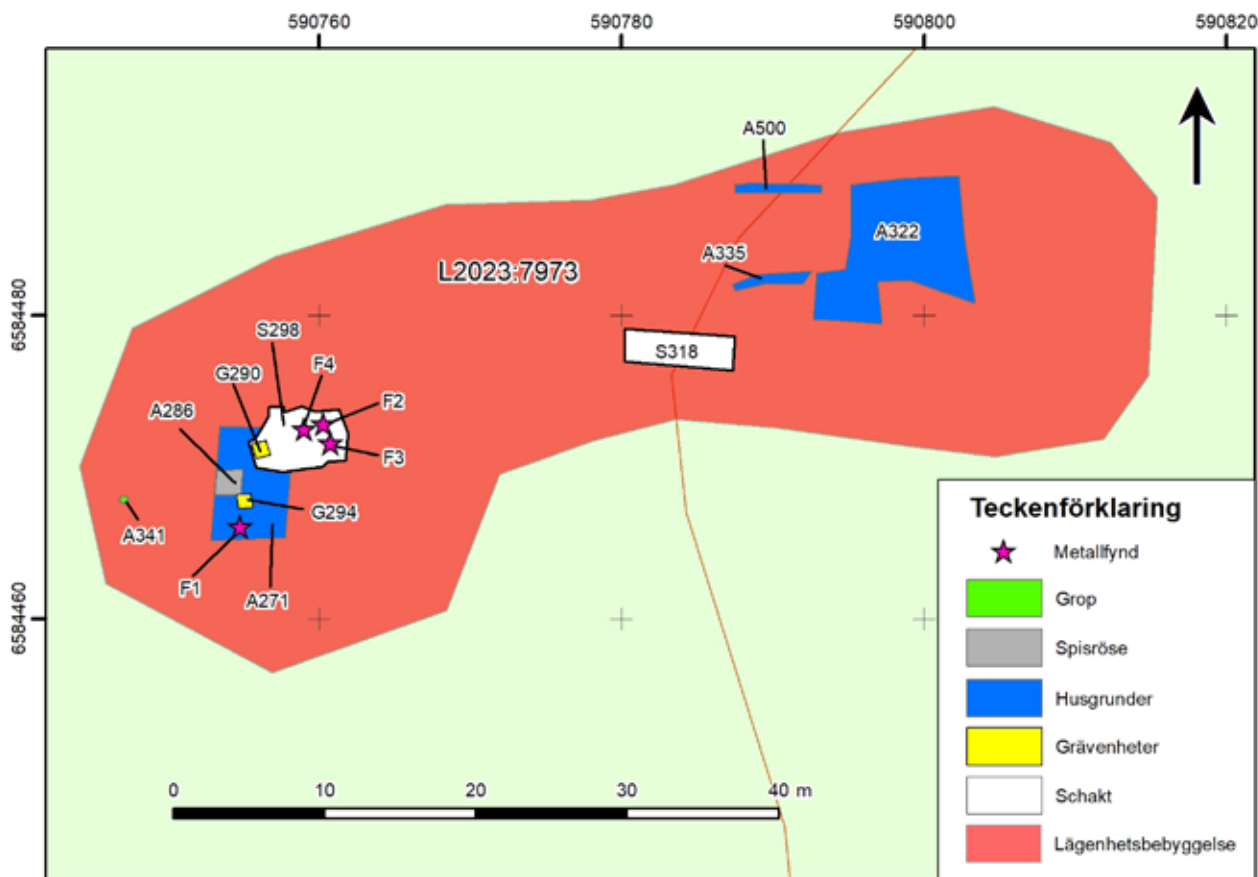 590760
590780
590800
590820
A500
A335
A322
L2023:7973
6584480
S298
S318
F4
G290
F2
A286
F3
G294
A341
F1
A271
6584460
Teckenförklaring
Metallfynd
Grop
Spisröse
Husgrunder
Grävenheter
Schakt
Lägenhetsbebyggelse
0 10 20 30 40 m